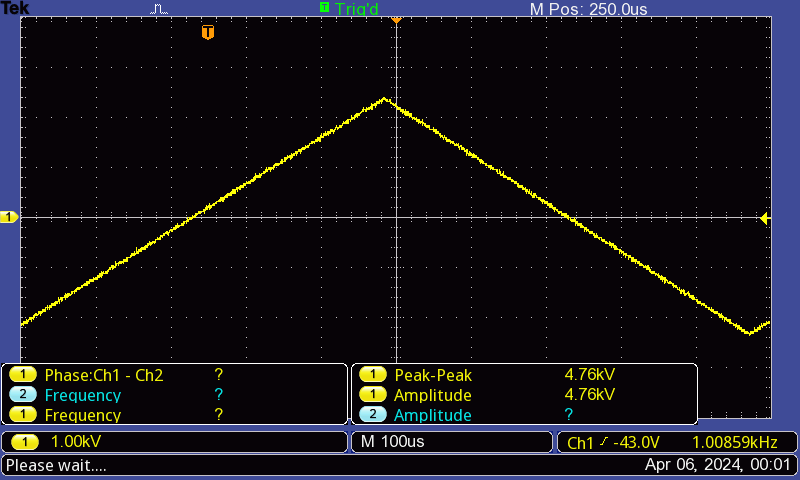 Tek T Trig'd M Pos: 250.0us
T
1
1 Phase:Ch1 - Ch2 ?
2 Frequency ?
1 Frequency ?
1 Peak-Peak 4.76kV
1 Amplitude 4.76kV
2 Amplitude ?
1 1.00kV M 100us Ch1 -43.0V 1.00859kHz
Please wait.... Apr 06, 2024, 00:01